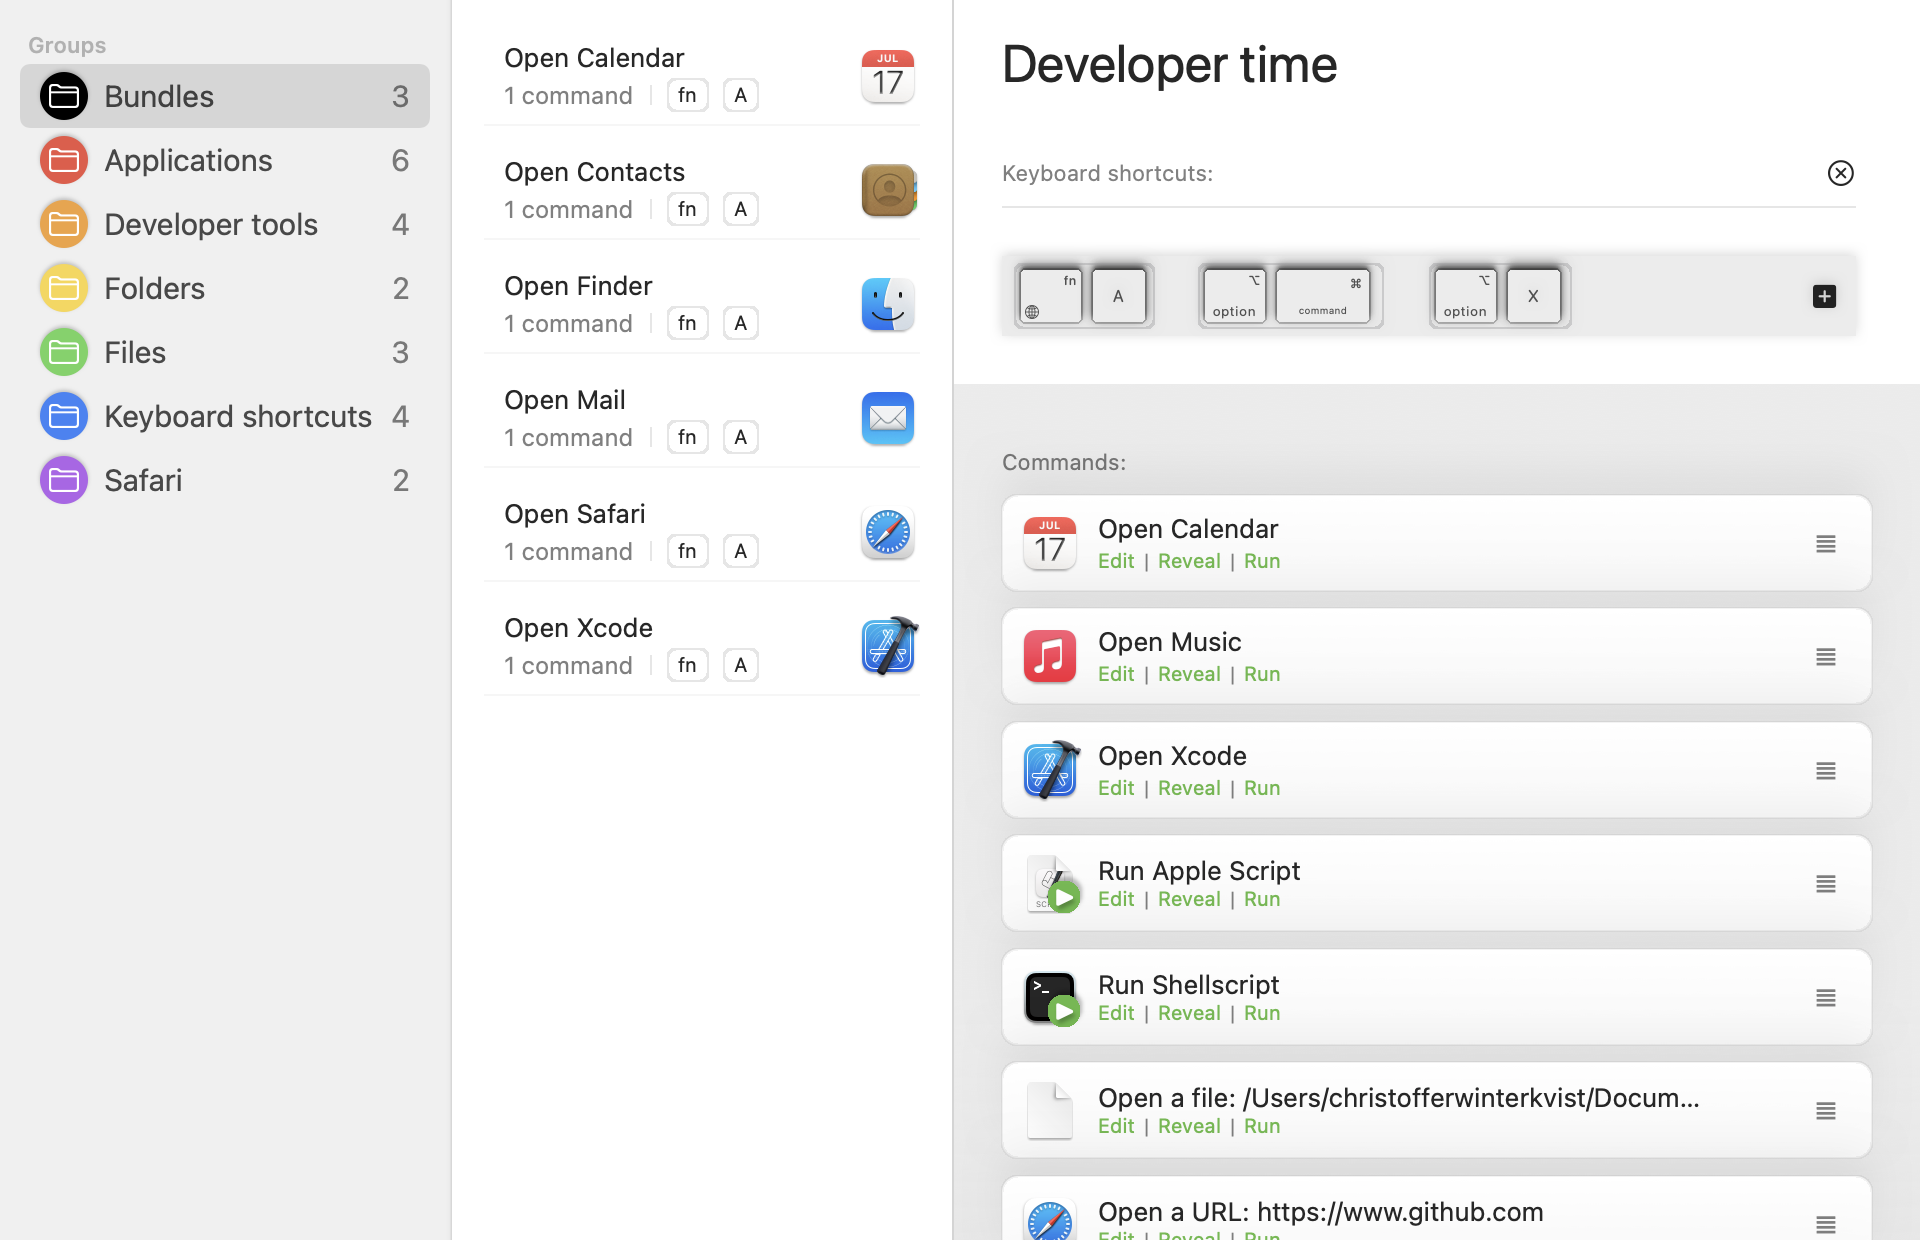 Groups
Bundles 3
Applications 6
Developer tools 4
Folders 2
Files 3
Keyboard shortcuts 4
Safari 2
Open Calendar
1 command fn A
JUL
17
Open Contacts
1 command fn A
Open Finder
1 command fn A
Open Mail
1 command fn A
Open Safari
1 command fn A
Open Xcode
1 command fn A
Developer time
Keyboard shortcuts:
fn A ⌥ option ⌘ command ⌥ option X
Commands:
JUL
17
Open Calendar
Edit | Reveal | Run
Open Music
Edit | Reveal | Run
Open Xcode
Edit | Reveal | Run
Run Apple Script
Edit | Reveal | Run
>_
Run Shellscript
Edit | Reveal | Run
Open a file: /Users/christofferwinterkvist/Docum...
Edit | Reveal | Run
Open a URL: https://www.github.com
Edit | Reveal | Run